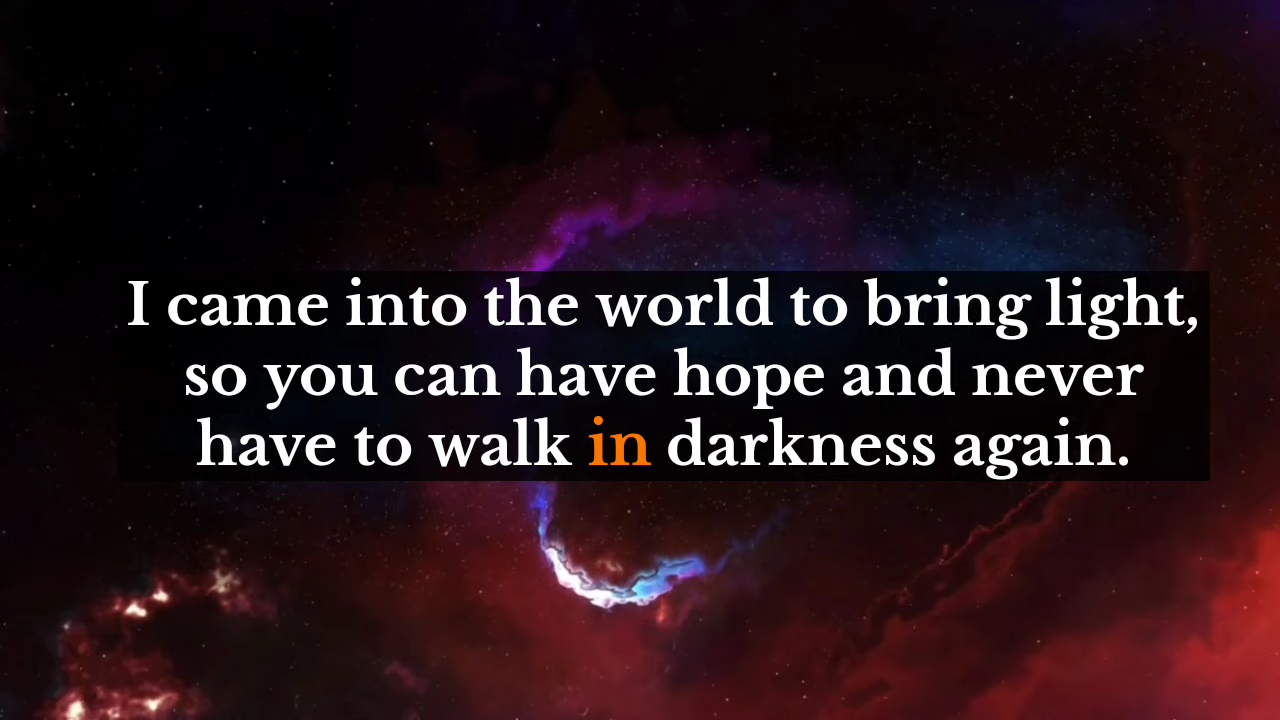 I came into the world to bring light,
so you can have hope and never
have to walk in darkness again.